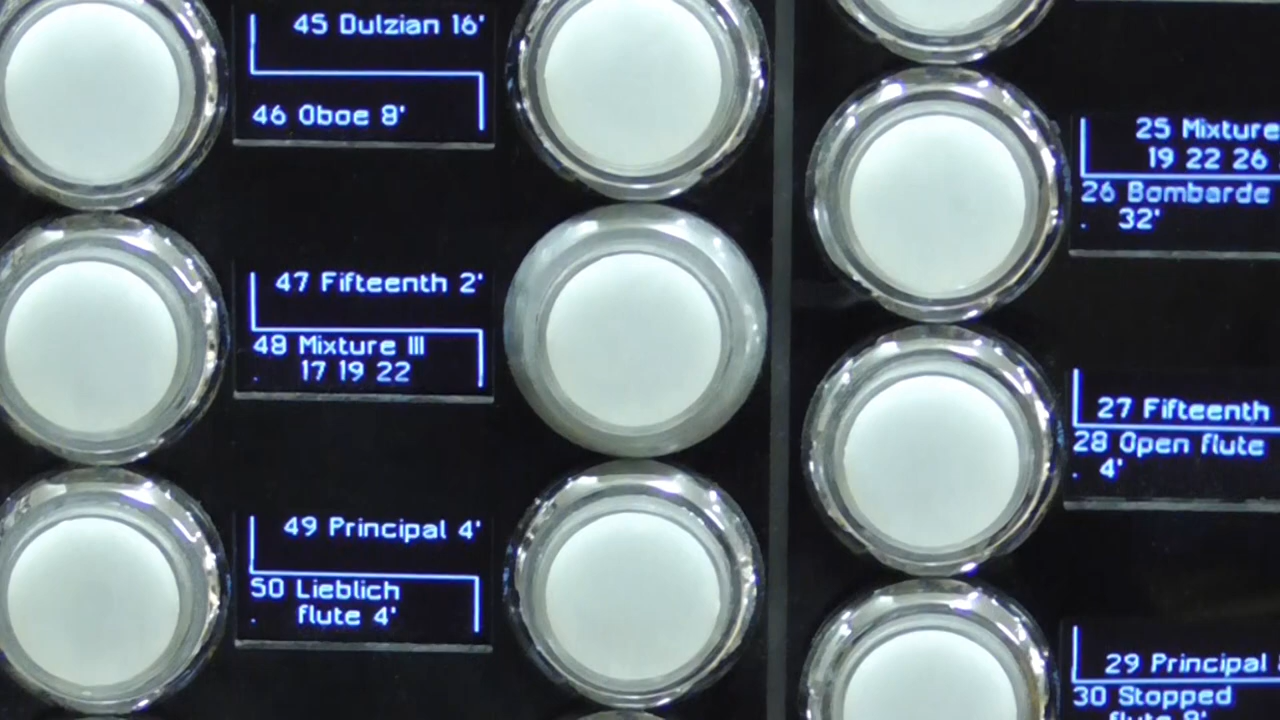 45 Dulzian 16'
46 Oboe 8'
47 Fifteenth 2'
48 Mixture III
. 17 19 22
49 Principal 4'
50 Lieblich
. flute 4'
25 Mixture
19 22 26
26 Bombarde
. 32'
27 Fifteenth
28 Open flute
. 4'
29 Principal
30 Stopped
flute 8'